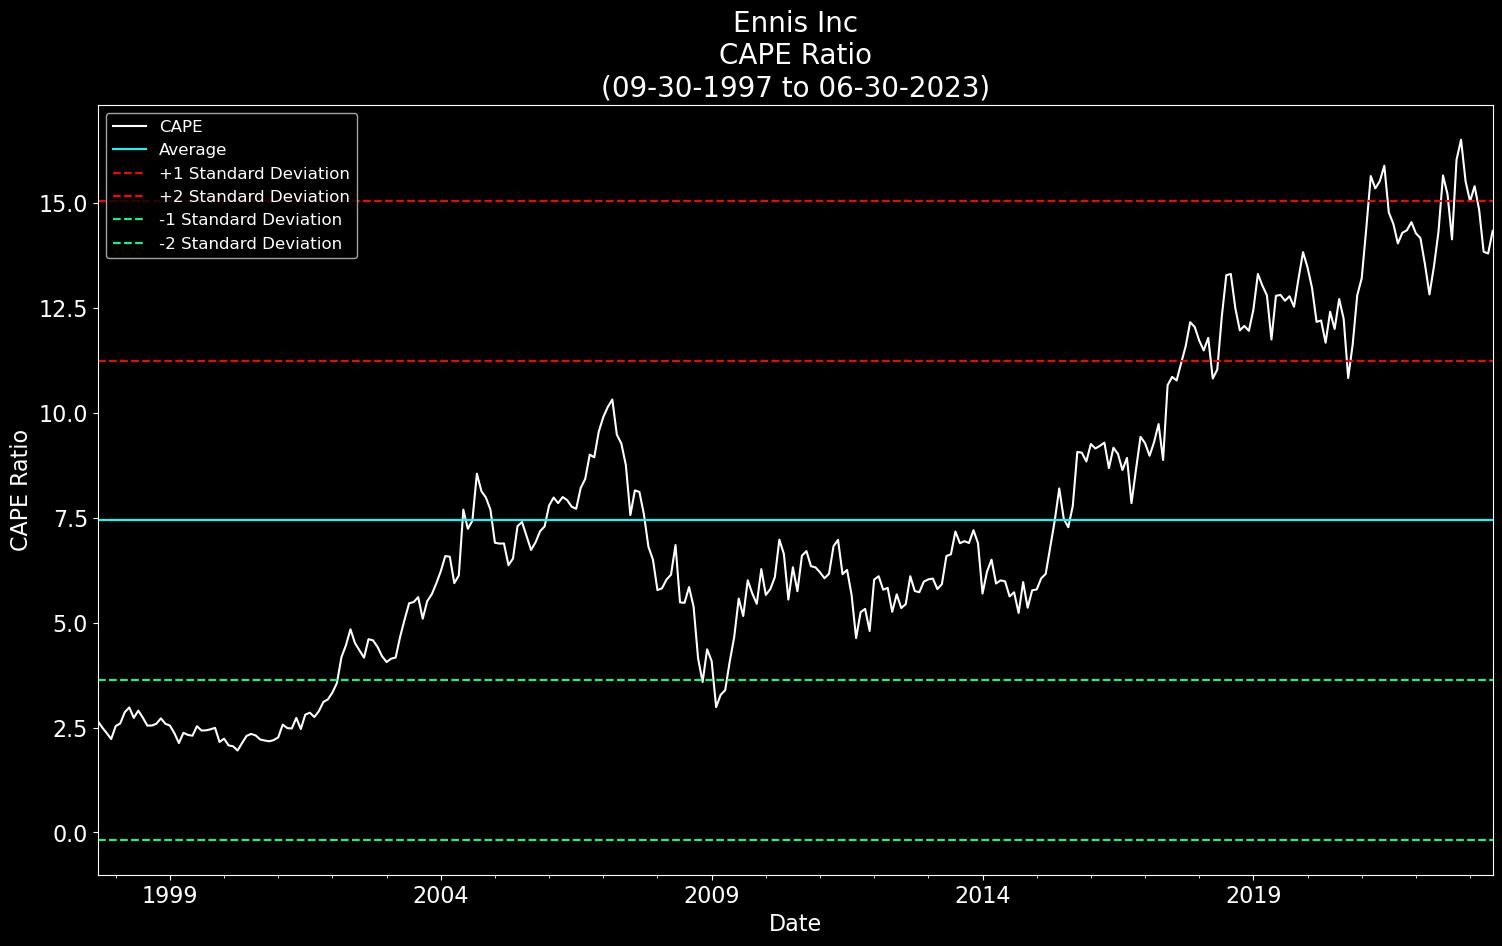 Ennis Inc
CAPE Ratio
(09-30-1997 to 06-30-2023)
CAPE
Average
+1 Standard Deviation
+2 Standard Deviation
-1 Standard Deviation
-2 Standard Deviation
15.0
12.5
10.0
7.5
5.0
2.5
0.0
CAPE Ratio
1999 2004 2009 2014 2019
Date